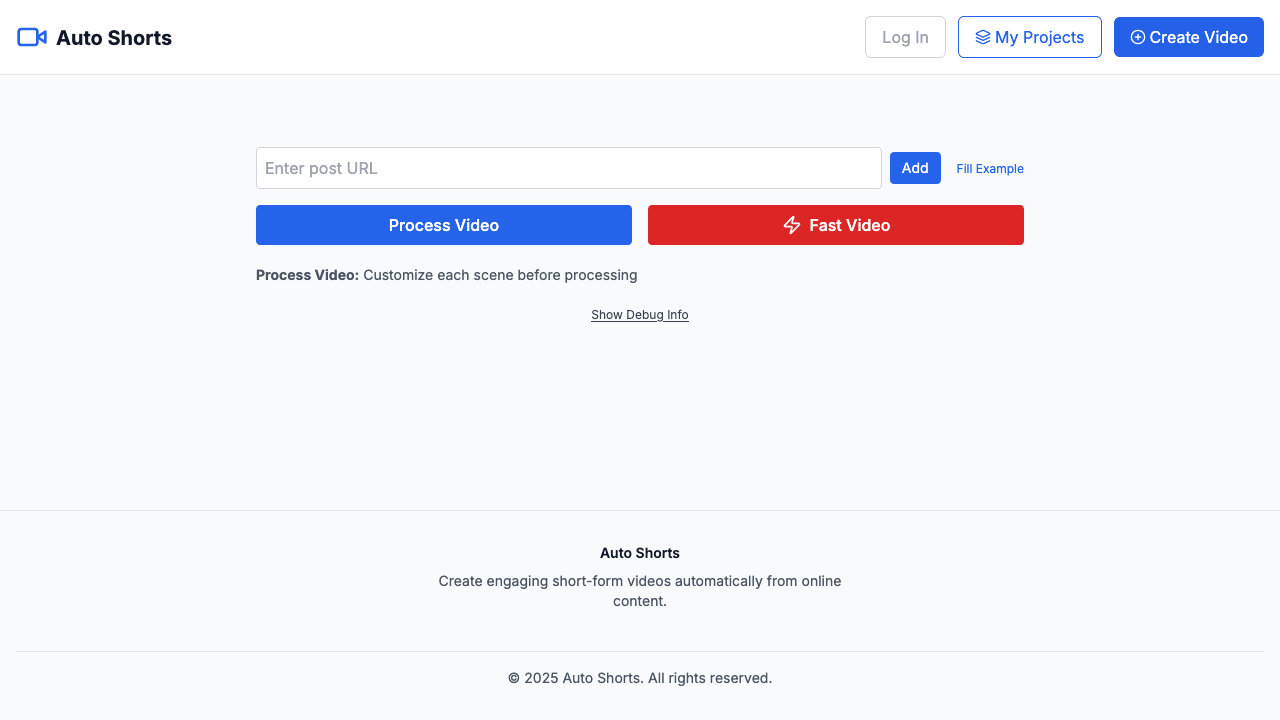 Auto Shorts
Log In
My Projects
Create Video
Enter post URL
Add
Fill Example
Process Video
Fast Video
Process Video: Customize each scene before processing
Show Debug Info
Auto Shorts
Create engaging short-form videos automatically from online
content.
© 2025 Auto Shorts. All rights reserved.